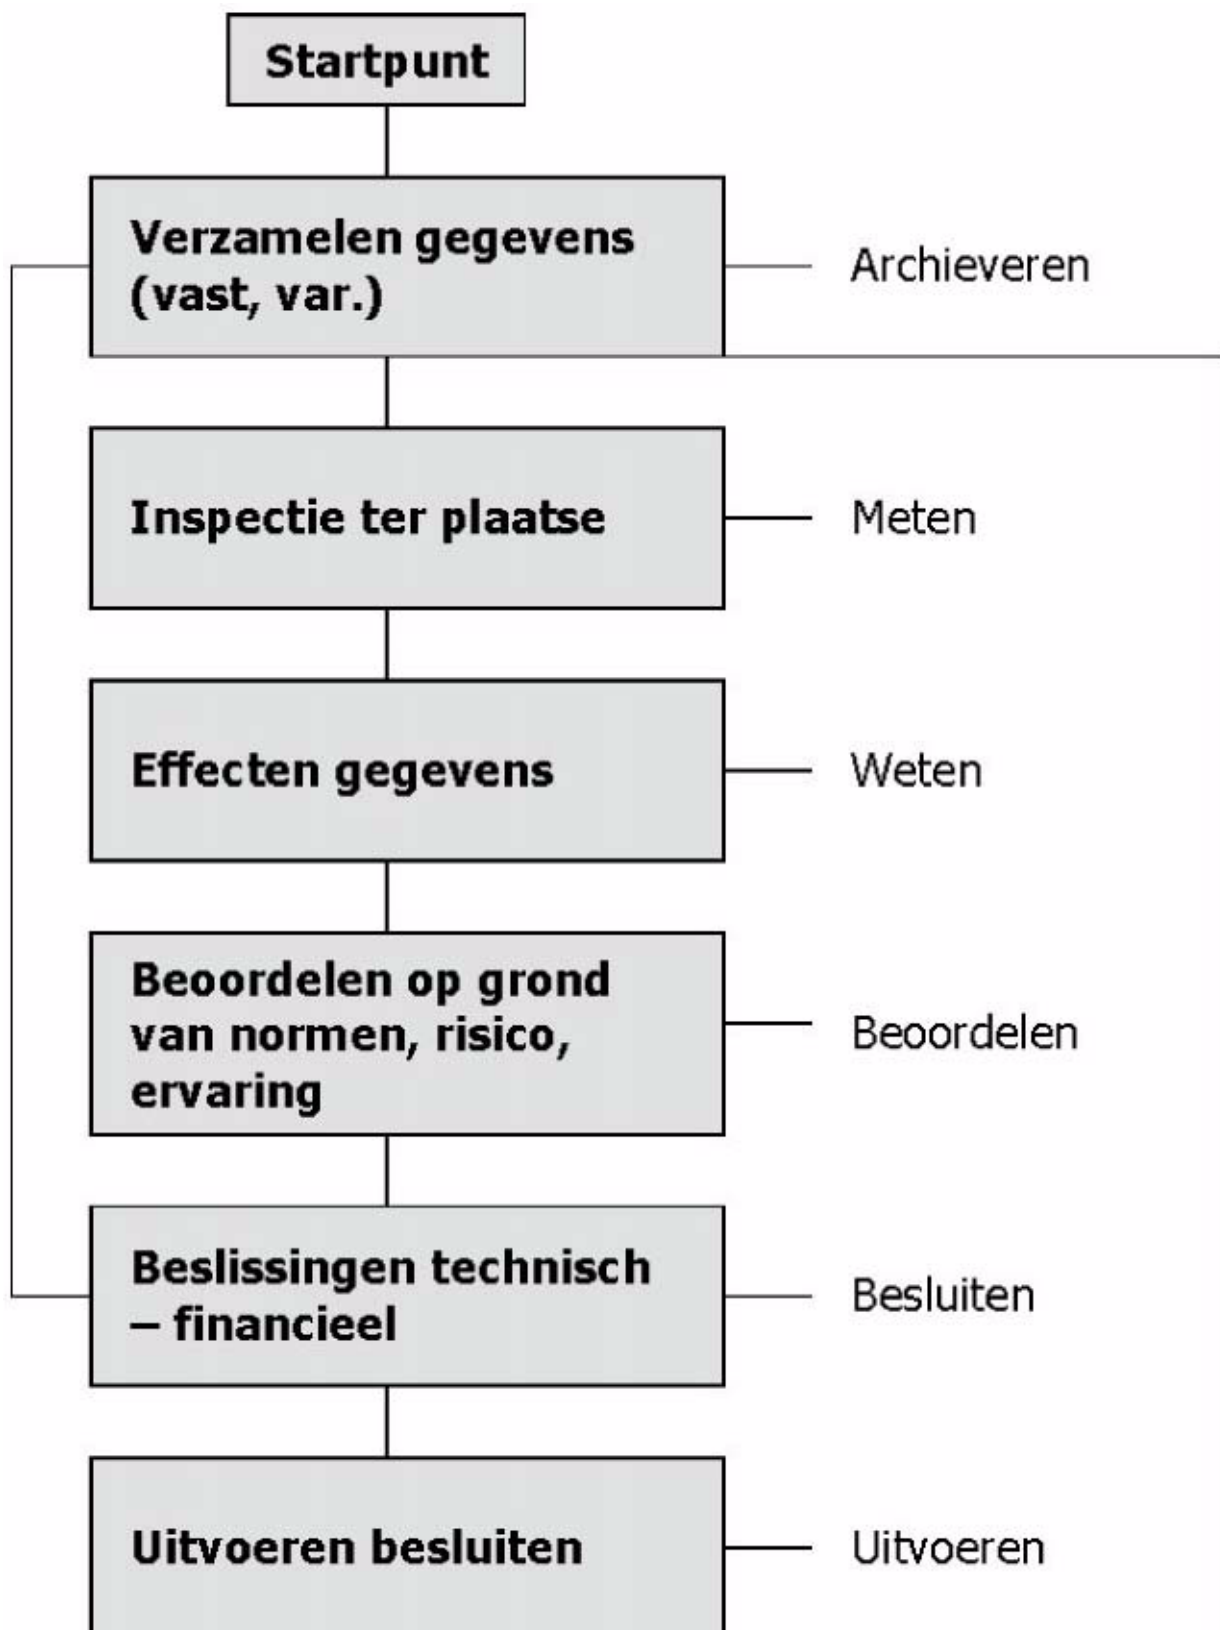 Startpunt
Verzamelen gegevens
(vast, var.)
Archieveren
Inspectie ter plaatse
Meten
Effecten gegevens
Weten
Beoordelen op grond
van normen, risico,
ervaring
Beoordelen
Beslissingen technisch
– financieel
Besluiten
Uitvoeren besluiten
Uitvoeren